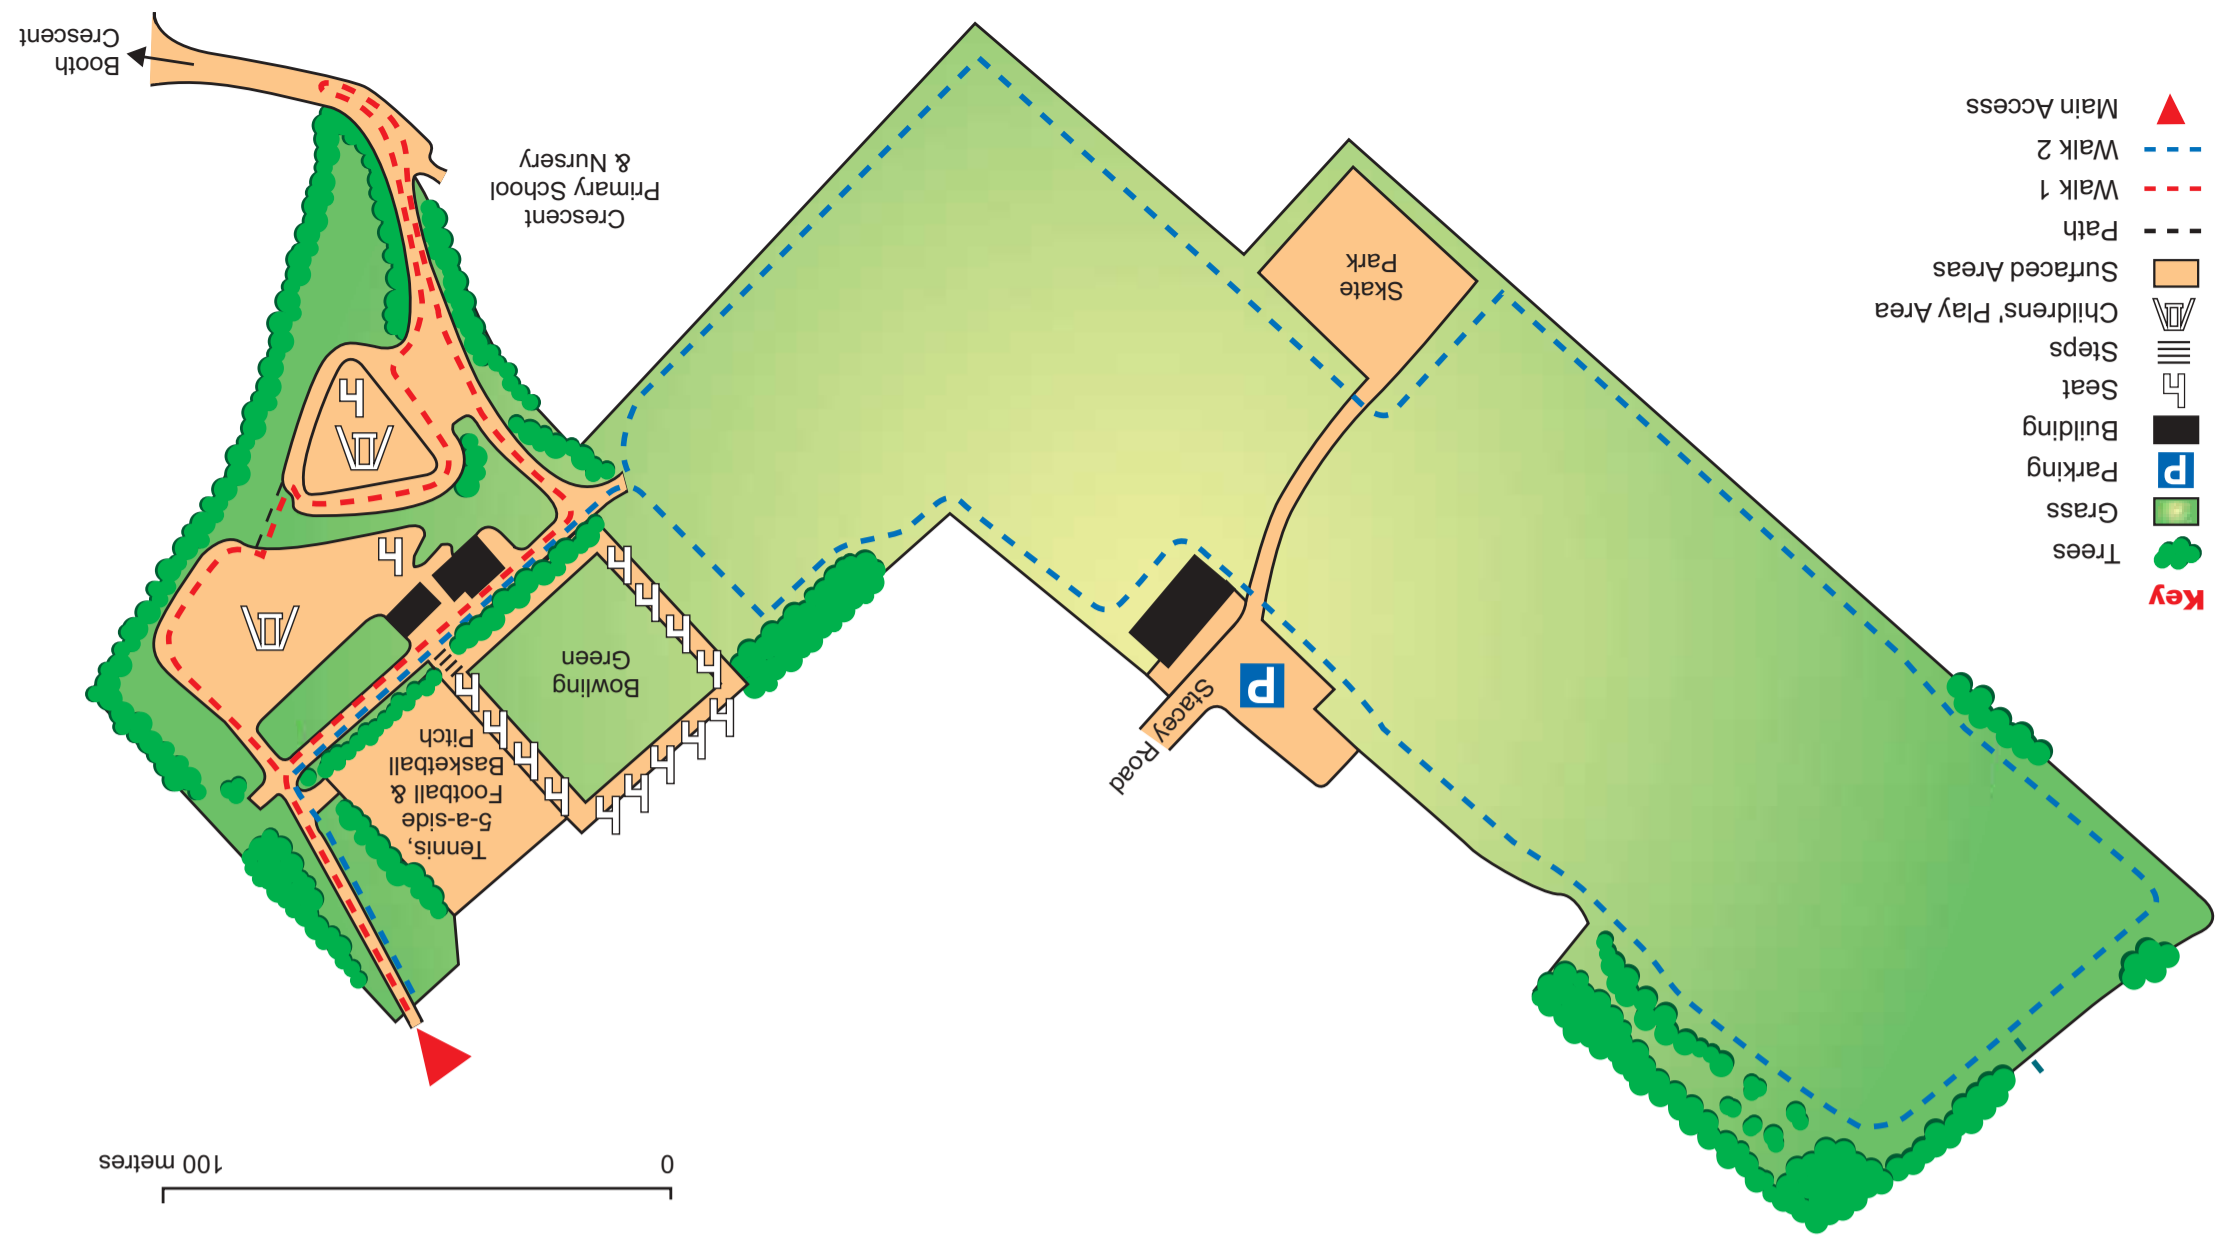 Key
Trees
Grass
Parking
Building
Seat
Steps
Childrens' Play Area
Surfaced Areas
Path
Walk 1
Walk 2
Main Access
0
100 metres
Stacey Road
P
P
Skate
Park
Bowling
Green
Tennis,
5-a-side
Football &
Basketball
Pitch
Crescent
Primary School
& Nursery
Booth
Crescent